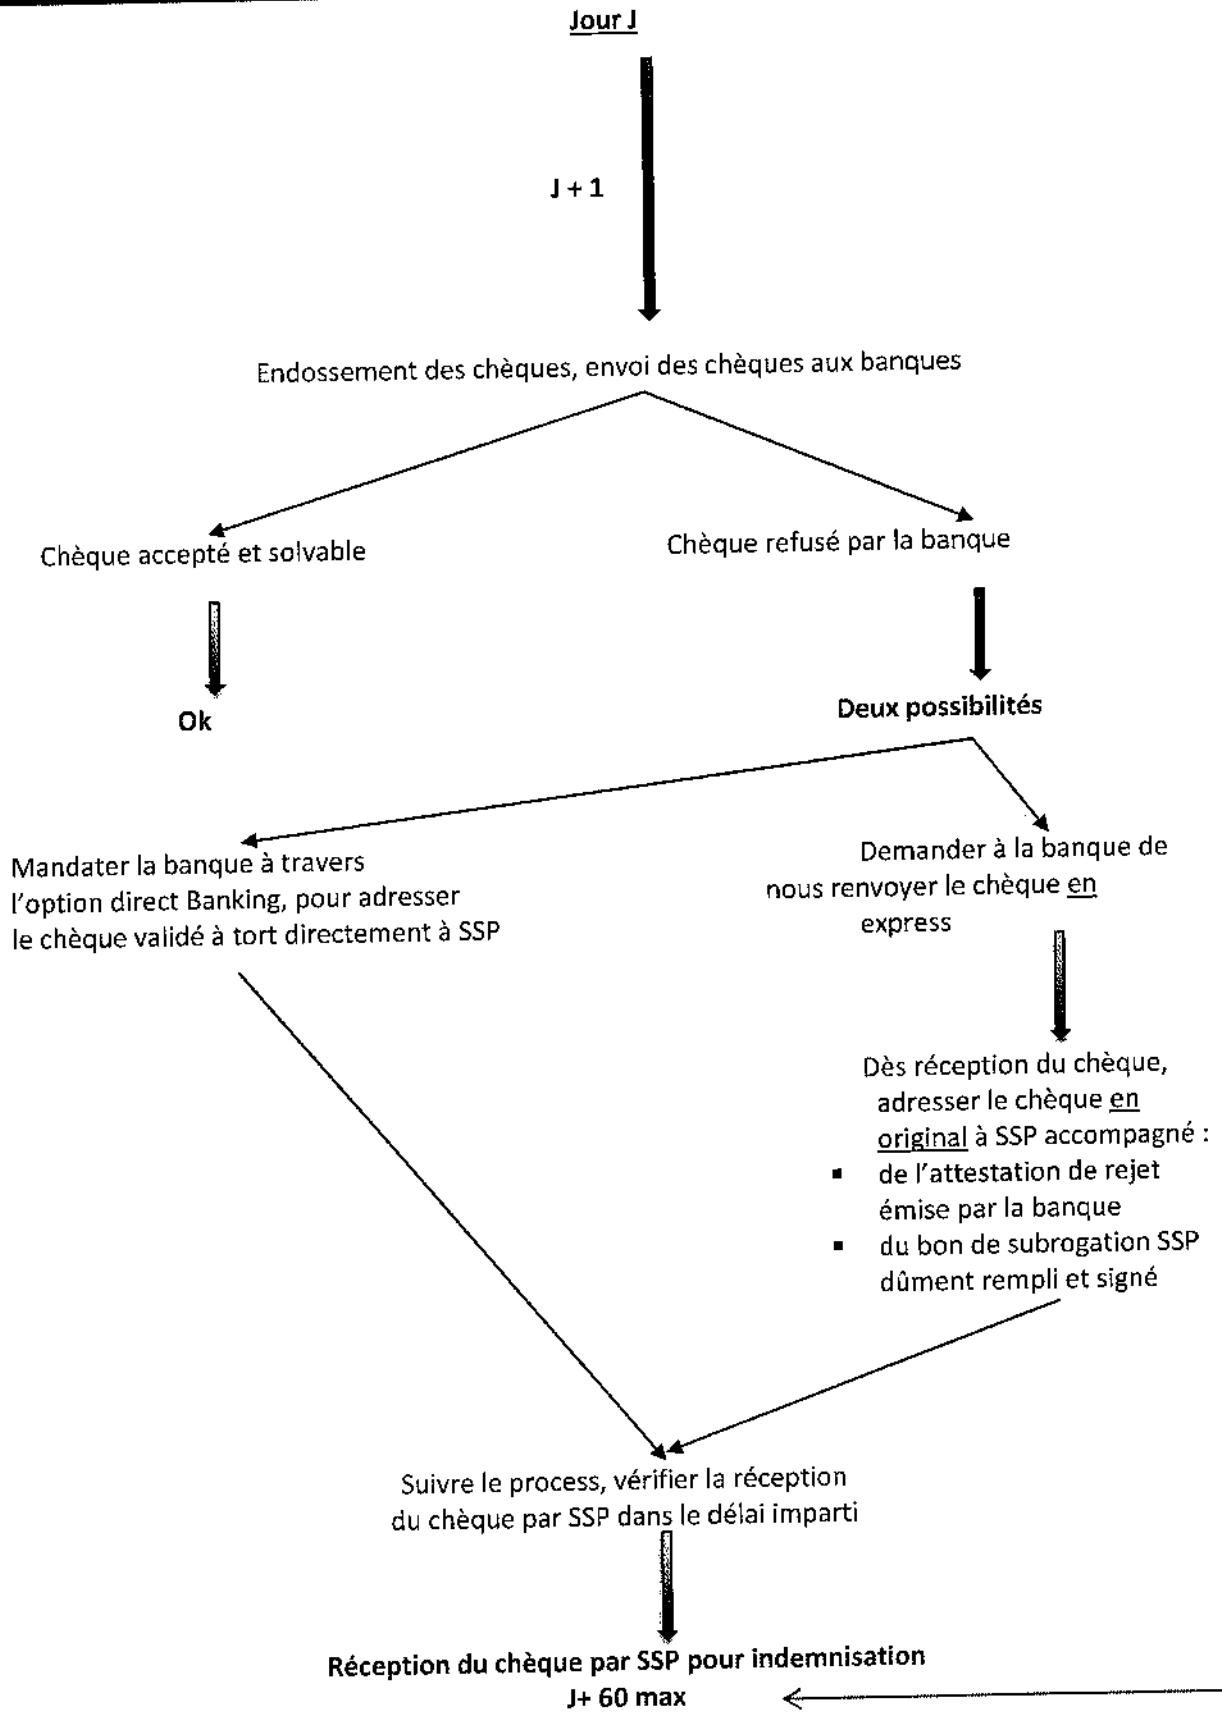 Jour J
J + 1
Endossement des chèques, envoi des chèques aux banques
Chèque accepté et solvable
Chèque refusé par la banque
Ok
Deux possibilités
Mandater la banque à travers
l'option direct Banking, pour adresser
le chèque validé à tort directement à SSP
Demander à la banque de
nous renvoyer le chèque en
express
Dès réception du chèque,
adresser le chèque en
original à SSP accompagné :
▪ de l'attestation de rejet
émise par la banque
▪ du bon de subrogation SSP
dûment rempli et signé
Suivre le process, vérifier la réception
du chèque par SSP dans le délai imparti
Réception du chèque par SSP pour indemnisation
J+ 60 max